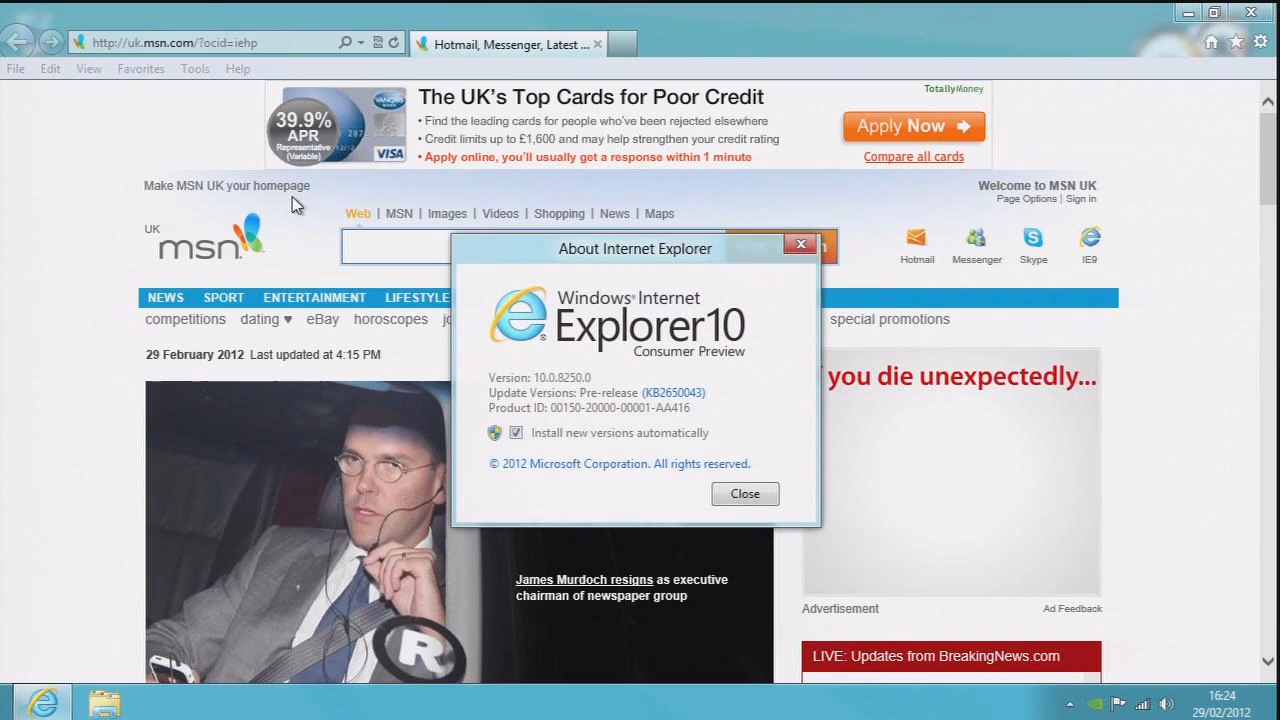 http://uk.msn.com/?ocid=iehp
Hotmail, Messenger, Latest ...
File Edit View Favorites Tools Help
39.9%
APR
Representative
(Variable)
VANQUIS
VISA
The UK's Top Cards for Poor Credit
• Find the leading cards for people who've been rejected elsewhere
• Credit limits up to £1,600 and may help strengthen your credit rating
• Apply online, you'll usually get a response within 1 minute
TotallyMoney
Apply Now
Compare all cards
Make MSN UK your homepage
Welcome to MSN UK
Page Options | Sign in
UK
msn
Web | MSN | Images | Videos | Shopping | News | Maps
Hotmail
Messenger
Skype
IE9
NEWS SPORT ENTERTAINMENT LIFESTYLE
competitions dating ♥ eBay horoscopes special promotions
29 February 2012 Last updated at 4:15 PM
About Internet Explorer
Windows® Internet
Explorer10
Consumer Preview
Version: 10.0.8250.0
Update Versions: Pre-release (KB2650043)
Product ID: 00150-20000-00001-AA416
Install new versions automatically
© 2012 Microsoft Corporation. All rights reserved.
Close
you die unexpectedly...
James Murdoch resigns as executive
chairman of newspaper group
R
Advertisement
Ad Feedback
LIVE: Updates from BreakingNews.com
16:24
29/02/2012